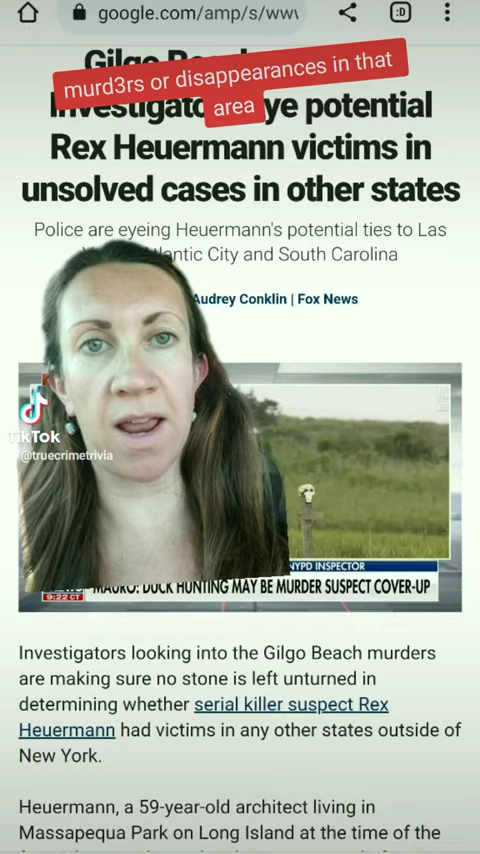 google.com/amp/s/ww
:D
Gilgo
murd3rs or disappearances in that
area
ye potential
Rex Heuermann victims in
unsolved cases in other states
Police are eyeing Heuermann's potential ties to Las
lantic City and South Carolina
Audrey Conklin | Fox News
TikTok
@truecrimetrivia
NYPD INSPECTOR
MAURO: DUCK HUNTING MAY BE MURDER SUSPECT COVER-UP
9:22 CT
Investigators looking into the Gilgo Beach murders
are making sure no stone is left unturned in
determining whether serial killer suspect Rex
Heuermann had victims in any other states outside of
New York.
Heuermann, a 59-year-old architect living in
Massapequa Park on Long Island at the time of the